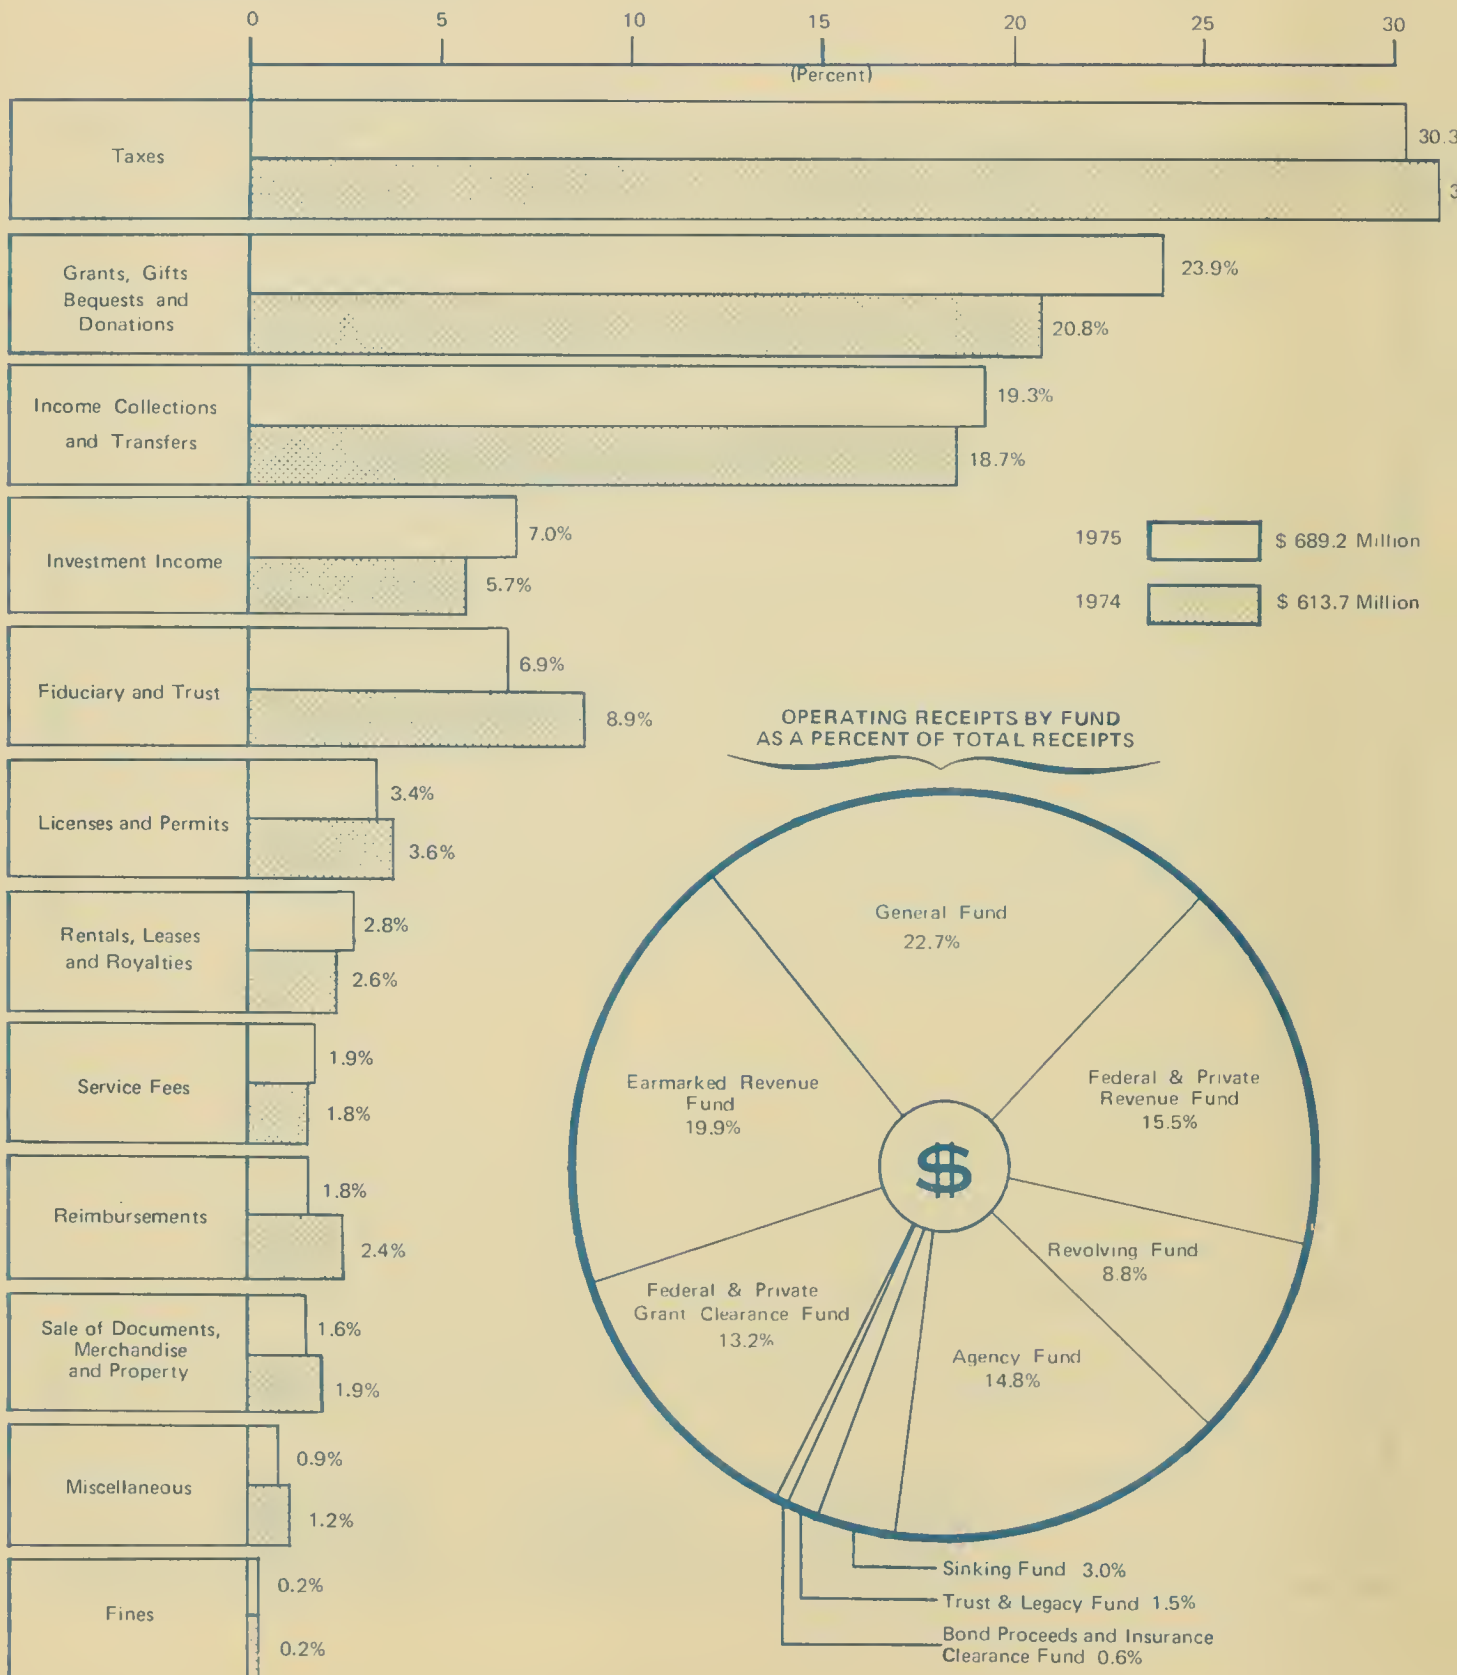 0 5 10 15 20 25 30
(Percent)
Taxes
30.3
3
Grants, Gifts
Bequests and
Donations
23.9%
20.8%
Income Collections
and Transfers
19.3%
18.7%
Investment Income
7.0%
5.7%
1975 $ 689.2 Million
1974 $ 613.7 Million
Fiduciary and Trust
6.9%
8.9%
Licenses and Permits
3.4%
3.6%
Rentals, Leases
and Royalties
2.8%
2.6%
Service Fees
1.9%
1.8%
Reimbursements
1.8%
2.4%
Sale of Documents,
Merchandise
and Property
1.6%
1.9%
Miscellaneous
0.9%
1.2%
Fines
0.2%
0.2%
OPERATING RECEIPTS BY FUND
AS A PERCENT OF TOTAL RECEIPTS
General Fund
22.7%
Federal & Private
Revenue Fund
15.5%
Earmarked Revenue
Fund
19.9%
$
Revolving Fund
8.8%
Federal & Private
Grant Clearance Fund
13.2%
Agency Fund
14.8%
Sinking Fund 3.0%
Trust & Legacy Fund 1.5%
Bond Proceeds and Insurance
Clearance Fund 0.6%